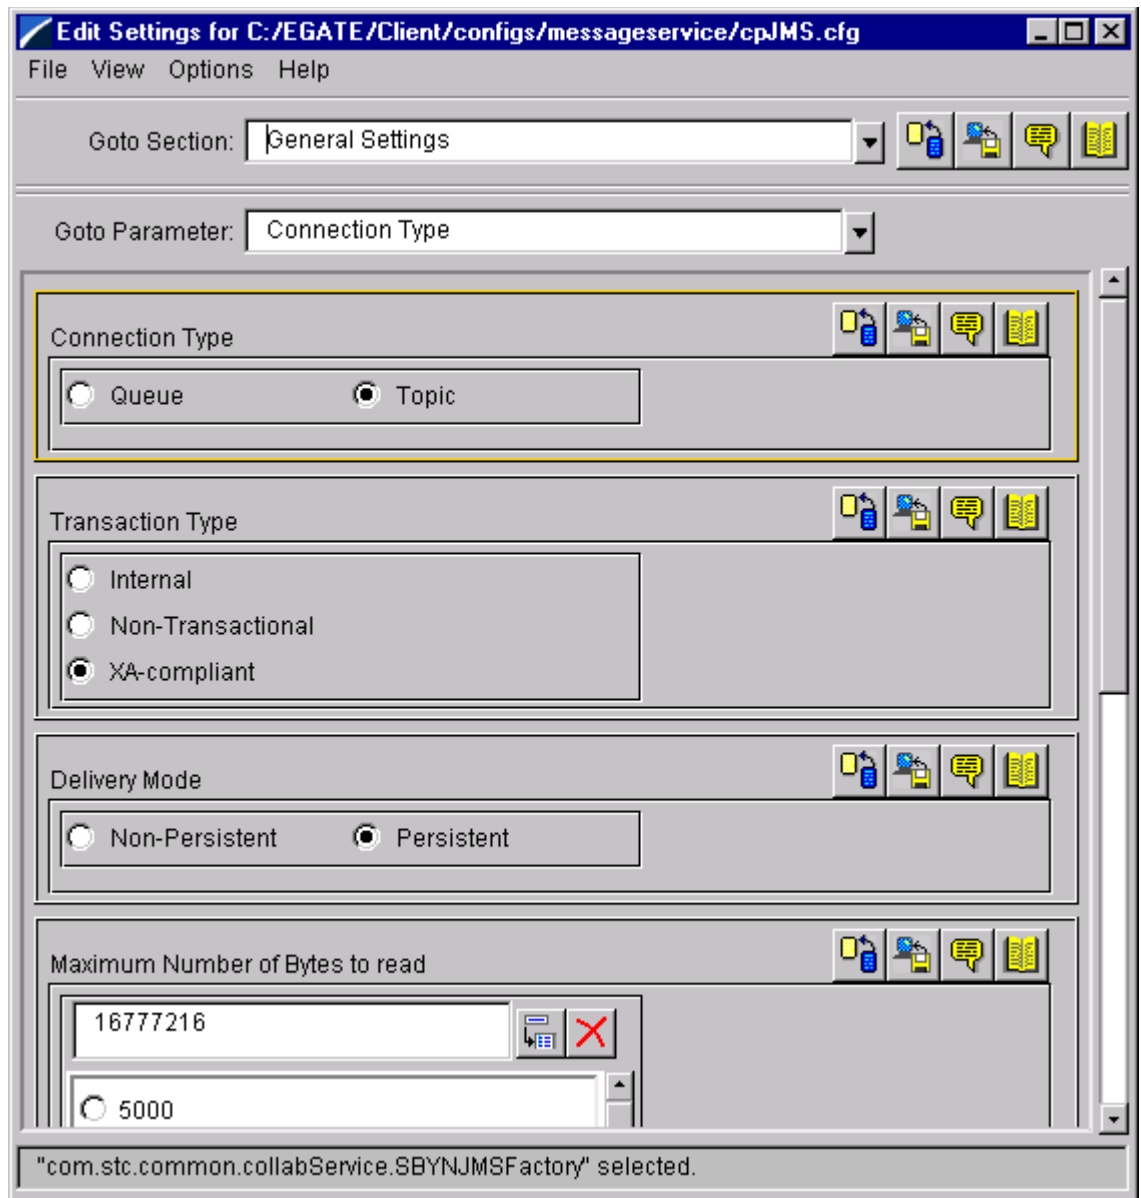 Edit Settings for C:/EGATE/Client/configs/messageservice/cpJMS.cfg
File View Options Help
Goto Section: General Settings
Goto Parameter: Connection Type
Connection Type
Queue Topic
Transaction Type
Internal
Non-Transactional
XA-compliant
Delivery Mode
Non-Persistent Persistent
Maximum Number of Bytes to read
16777216
5000
"com.stc.common.collabService.SBYNJMSFactory" selected.